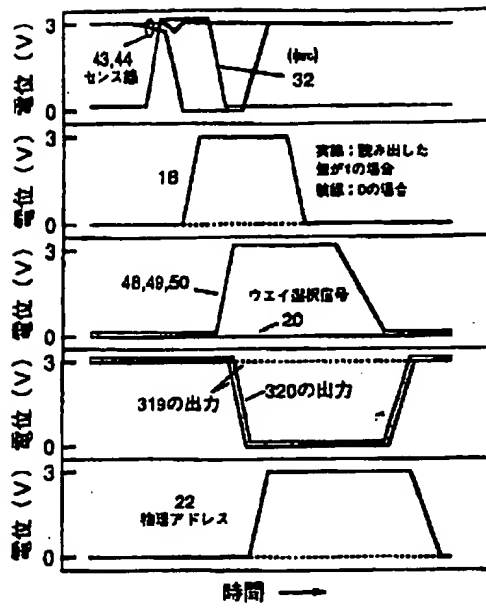 電位 (V)
3
0
43,44
センス線
(φsac)
32
電位 (V)
3
0
18
実線:読み出した
値が1の場合
破線:0の場合
電位 (V)
3
0
48,49,50
ウェイ選択信号
20
電位 (V)
3
0
319の出力
320の出力
電位 (V)
3
0
22
物理アドレス
時間